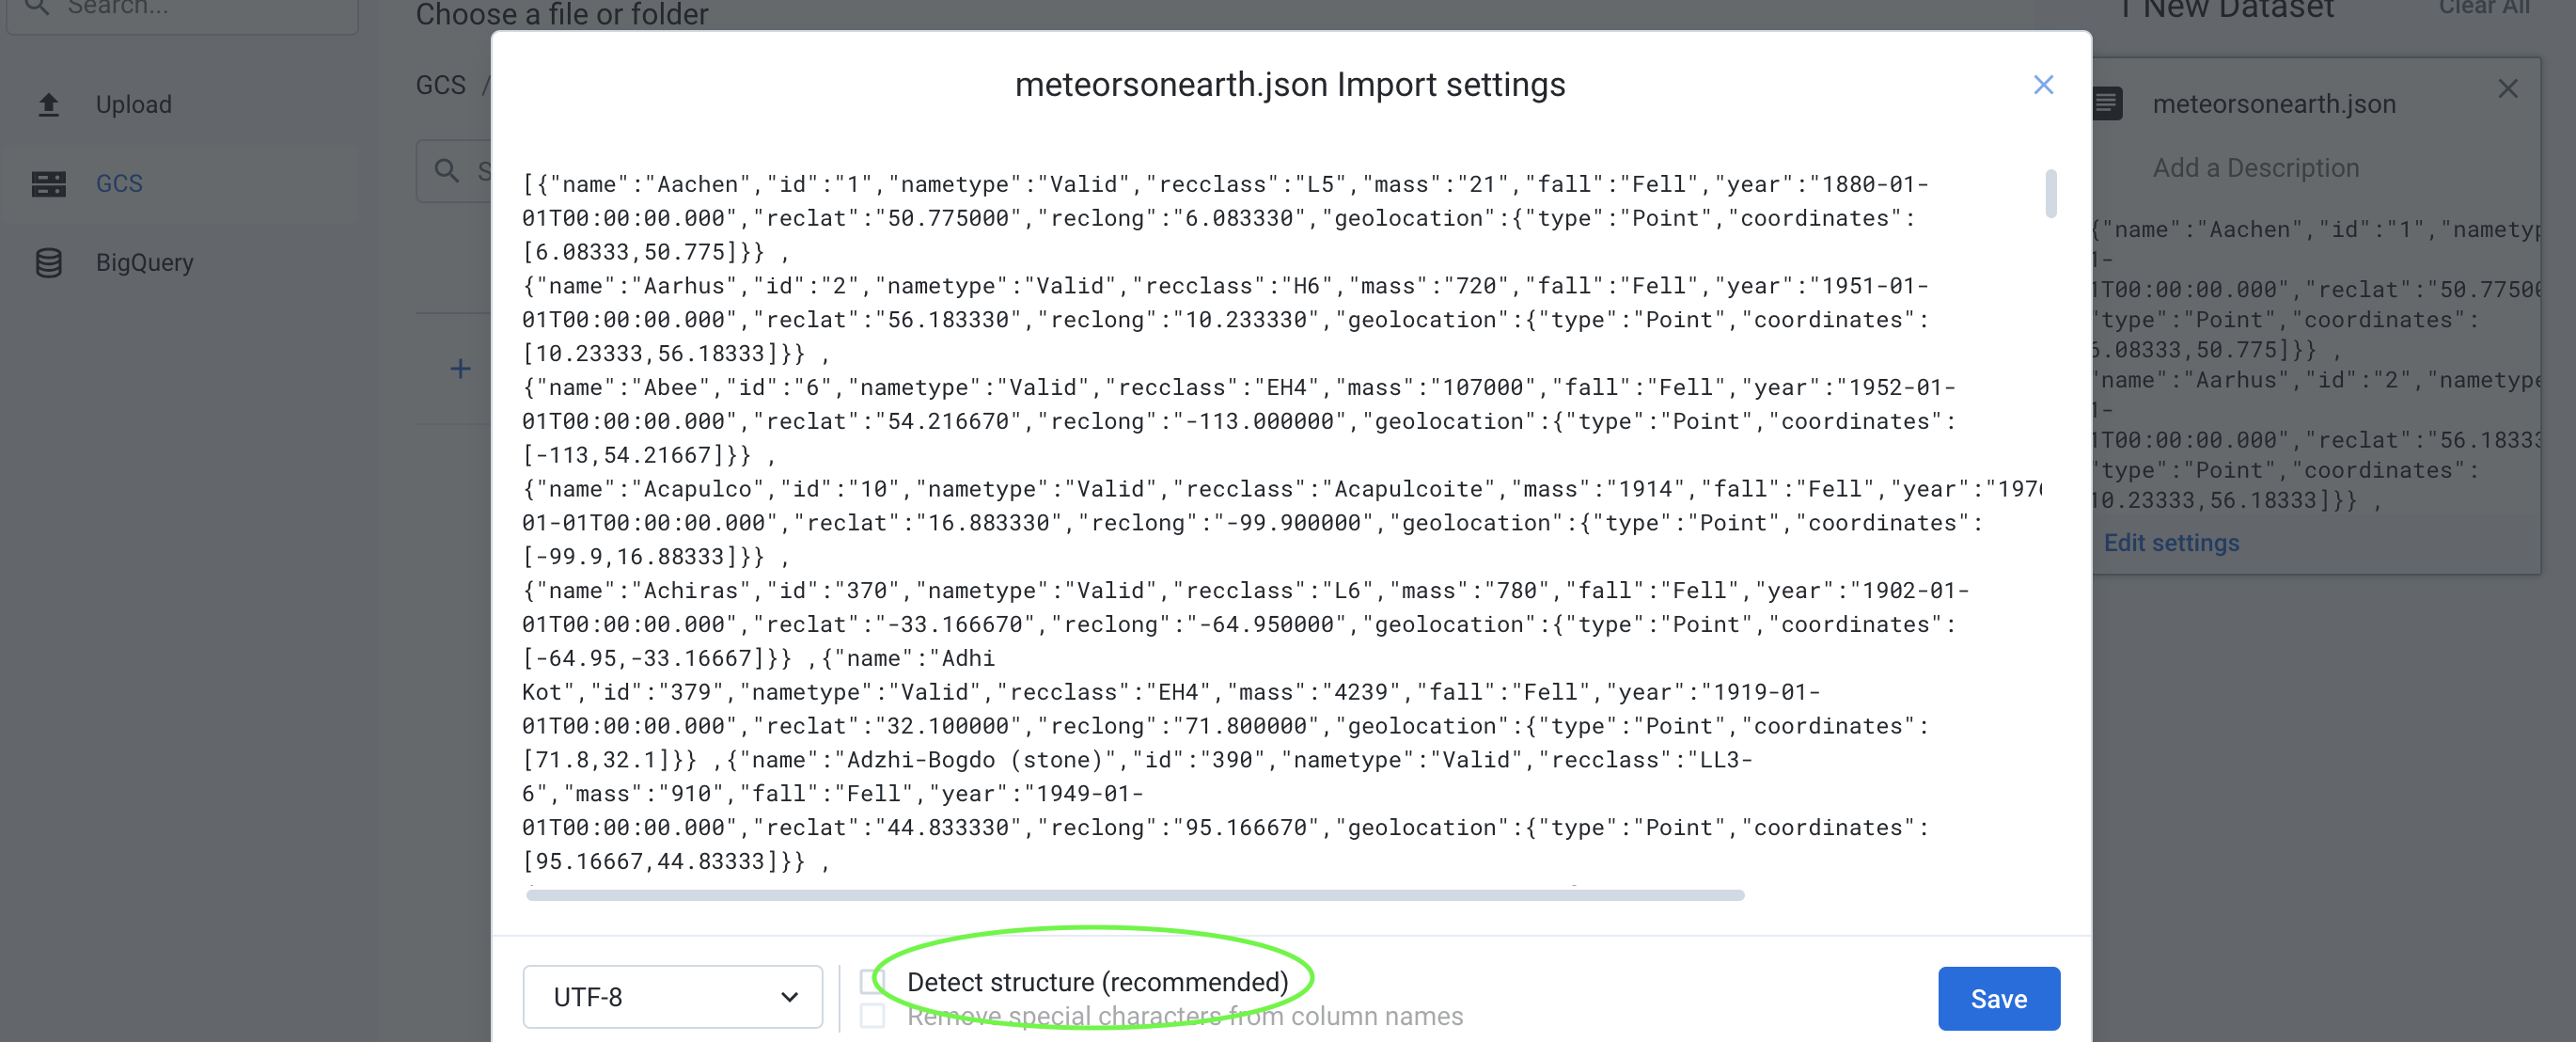 Search...
Upload
GCS
BigQuery
Choose a file or folder
GCS /
S
meteorsonearth.json Import settings
[{"name":"Aachen","id":"1","nametype":"Valid","recclass":"L5","mass":"21","fall":"Fell","year":"1880-01-
01T00:00:00.000","reclat":"50.775000","reclong":"6.083330","geolocation":{"type":"Point","coordinates":
[6.08333,50.775]}} ,
{"name":"Aarhus","id":"2","nametype":"Valid","recclass":"H6","mass":"720","fall":"Fell","year":"1951-01-
01T00:00:00.000","reclat":"56.183330","reclong":"10.233330","geolocation":{"type":"Point","coordinates":
[10.23333,56.18333]}} ,
{"name":"Abee","id":"6","nametype":"Valid","recclass":"EH4","mass":"107000","fall":"Fell","year":"1952-01-
01T00:00:00.000","reclat":"54.216670","reclong":"-113.000000","geolocation":{"type":"Point","coordinates":
[-113,54.21667]}} ,
{"name":"Acapulco","id":"10","nametype":"Valid","recclass":"Acapulcoite","mass":"1914","fall":"Fell","year":"197
01-01T00:00:00.000","reclat":"16.883330","reclong":"-99.900000","geolocation":{"type":"Point","coordinates":
[-99.9,16.88333]}} ,
{"name":"Achiras","id":"370","nametype":"Valid","recclass":"L6","mass":"780","fall":"Fell","year":"1902-01-
01T00:00:00.000","reclat":"-33.166670","reclong":"-64.950000","geolocation":{"type":"Point","coordinates":
[-64.95,-33.16667]}} ,{"name":"Adhi
Kot","id":"379","nametype":"Valid","recclass":"EH4","mass":"4239","fall":"Fell","year":"1919-01-
01T00:00:00.000","reclat":"32.100000","reclong":"71.800000","geolocation":{"type":"Point","coordinates":
[71.8,32.1]}} ,{"name":"Adzhi-Bogdo (stone)","id":"390","nametype":"Valid","recclass":"LL3-
6","mass":"910","fall":"Fell","year":"1949-01-
01T00:00:00.000","reclat":"44.833330","reclong":"95.166670","geolocation":{"type":"Point","coordinates":
[95.16667,44.83333]}} ,
UTF-8
Detect structure (recommended)
Remove special characters from column names
Save
1 New Dataset
Clear All
meteorsonearth.json
Add a Description
{"name":"Aachen","id":"1","nametyp
1-
1T00:00:00.000","reclat":"50.77500
"type":"Point","coordinates":
6.08333,50.775]}} ,
"name":"Aarhus","id":"2","nametype
1-
1T00:00:00.000","reclat":"56.18333
"type":"Point","coordinates":
10.23333,56.18333]}} ,
Edit settings